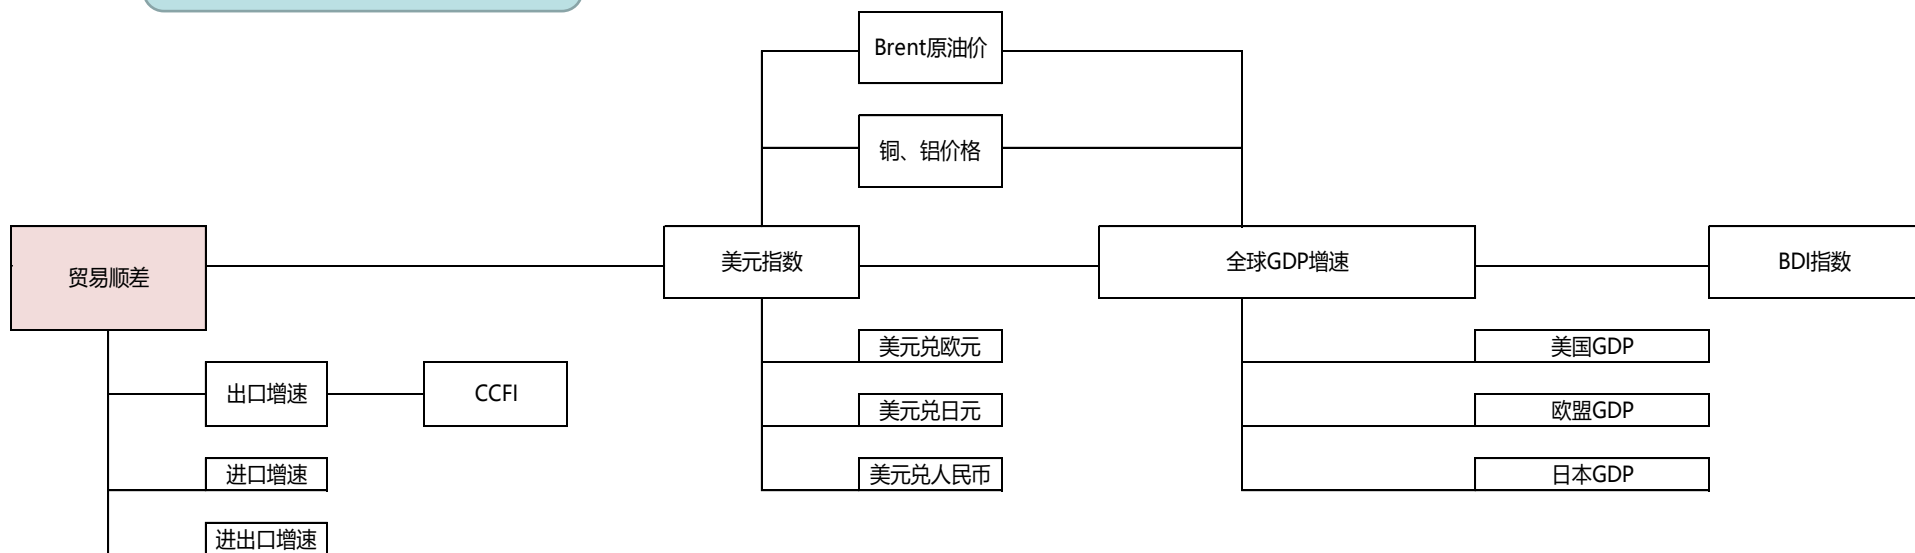 Brent原油价
铜、铝价格
贸易顺差
美元指数
全球GDP增速
BDI指数
美元兑欧元
美国GDP
出口增速
CCFI
美元兑日元
欧盟GDP
进口增速
美元兑人民币
日本GDP
进出口增速